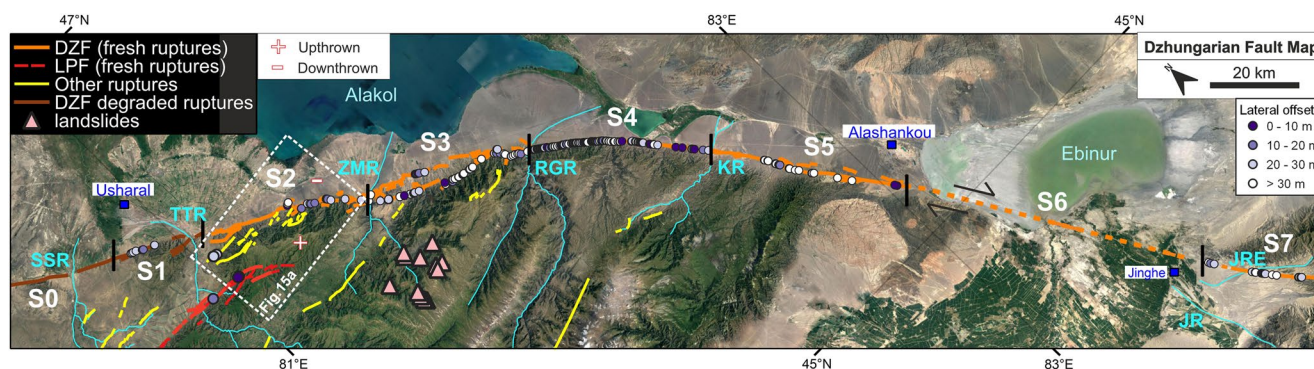 47°N
83°E
45°N
DZF (fresh ruptures)
LPF (fresh ruptures)
Other ruptures
DZF degraded ruptures
landslides
Upthrown
Downthrown
Dzhungarian Fault Map
N
20 km
Lateral offset
0 - 10 m
10 - 20 m
20 - 30 m
> 30 m
Alakol
S4
S3
S5
Alashankou
Ebinur
ZMR
RGR
KR
S2
Usharal
TTR
S6
SSR
S1
S0
Fig. 15a
S7
JRE
Jinghe
JR
81°E
45°N
83°E